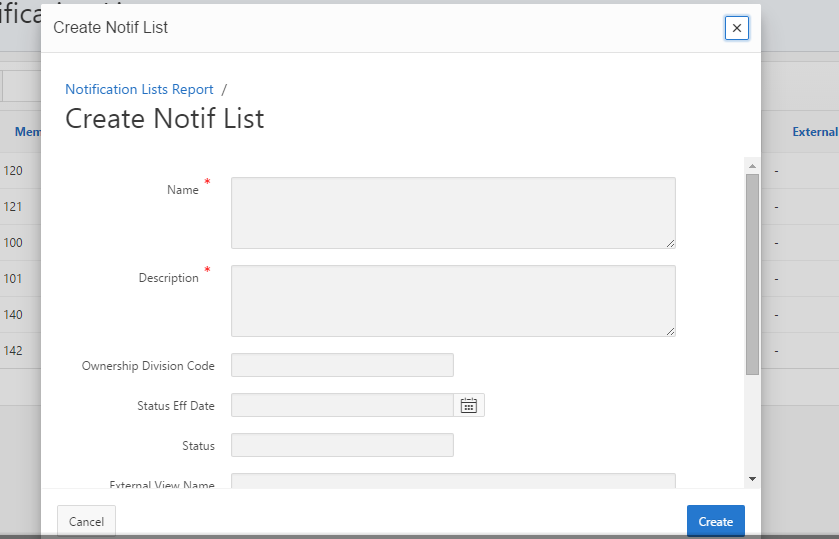 Create Notif List
Notification Lists Report /
Create Notif List
Mem
External
120
-
121
-
100
-
101
-
140
-
142
-
Name *
Description *
Ownership Division Code
Status Eff Date
Status
External View Name
Cancel
Create